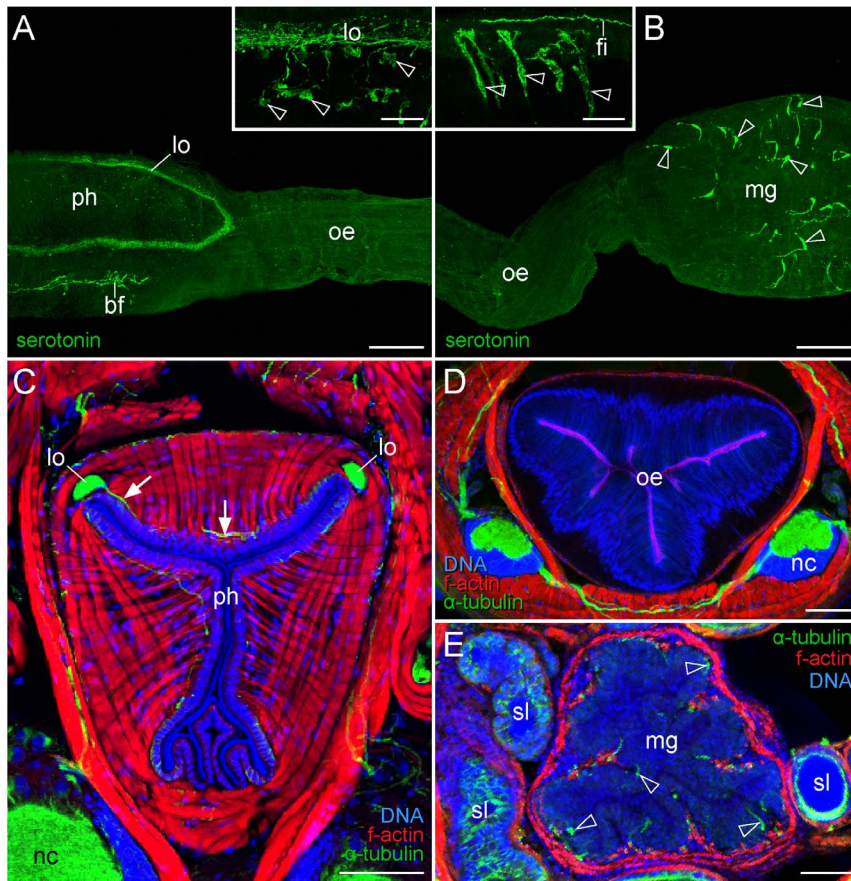 A
lo
fi
B
lo
ph
oe
bf
serotonin
mg
oe
serotonin
C
lo
lo
ph
nc
DNA
f-actin
α-tubulin
D
oe
nc
DNA
f-actin
α-tubulin
E
α-tubulin
f-actin
DNA
sl
mg
sl
sl